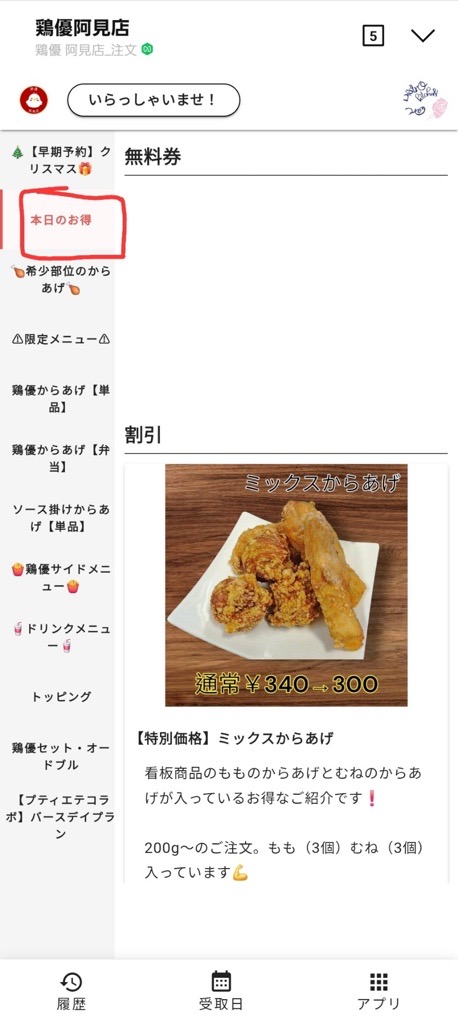 鶏優阿見店
鶏優 阿見店_注文
5
いらっしゃいませ！
🎄【早期予約】ク
リスマス🎁
本日のお得
🍗希少部位のから
あげ🍗
⚠限定メニュー⚠
鶏優からあげ【単
品】
鶏優からあげ【弁
当】
ソース掛けからあ
げ【単品】
🍟鶏優サイドメニ
ュー🍟
🥤ドリンクメニュ
ー🥤
トッピング
鶏優セット・オー
ドブル
【プティエテコラ
ボ】バースデイプラ
ン
無料券
割引
ミックスからあげ
通常￥340→300
【特別価格】ミックスからあげ
看板商品のもものからあげとむねのからあ
げが入っているお得なご紹介です❗
200g～のご注文。もも（3個）むね（3個）
入っています💪
履歴
受取日
アプリ